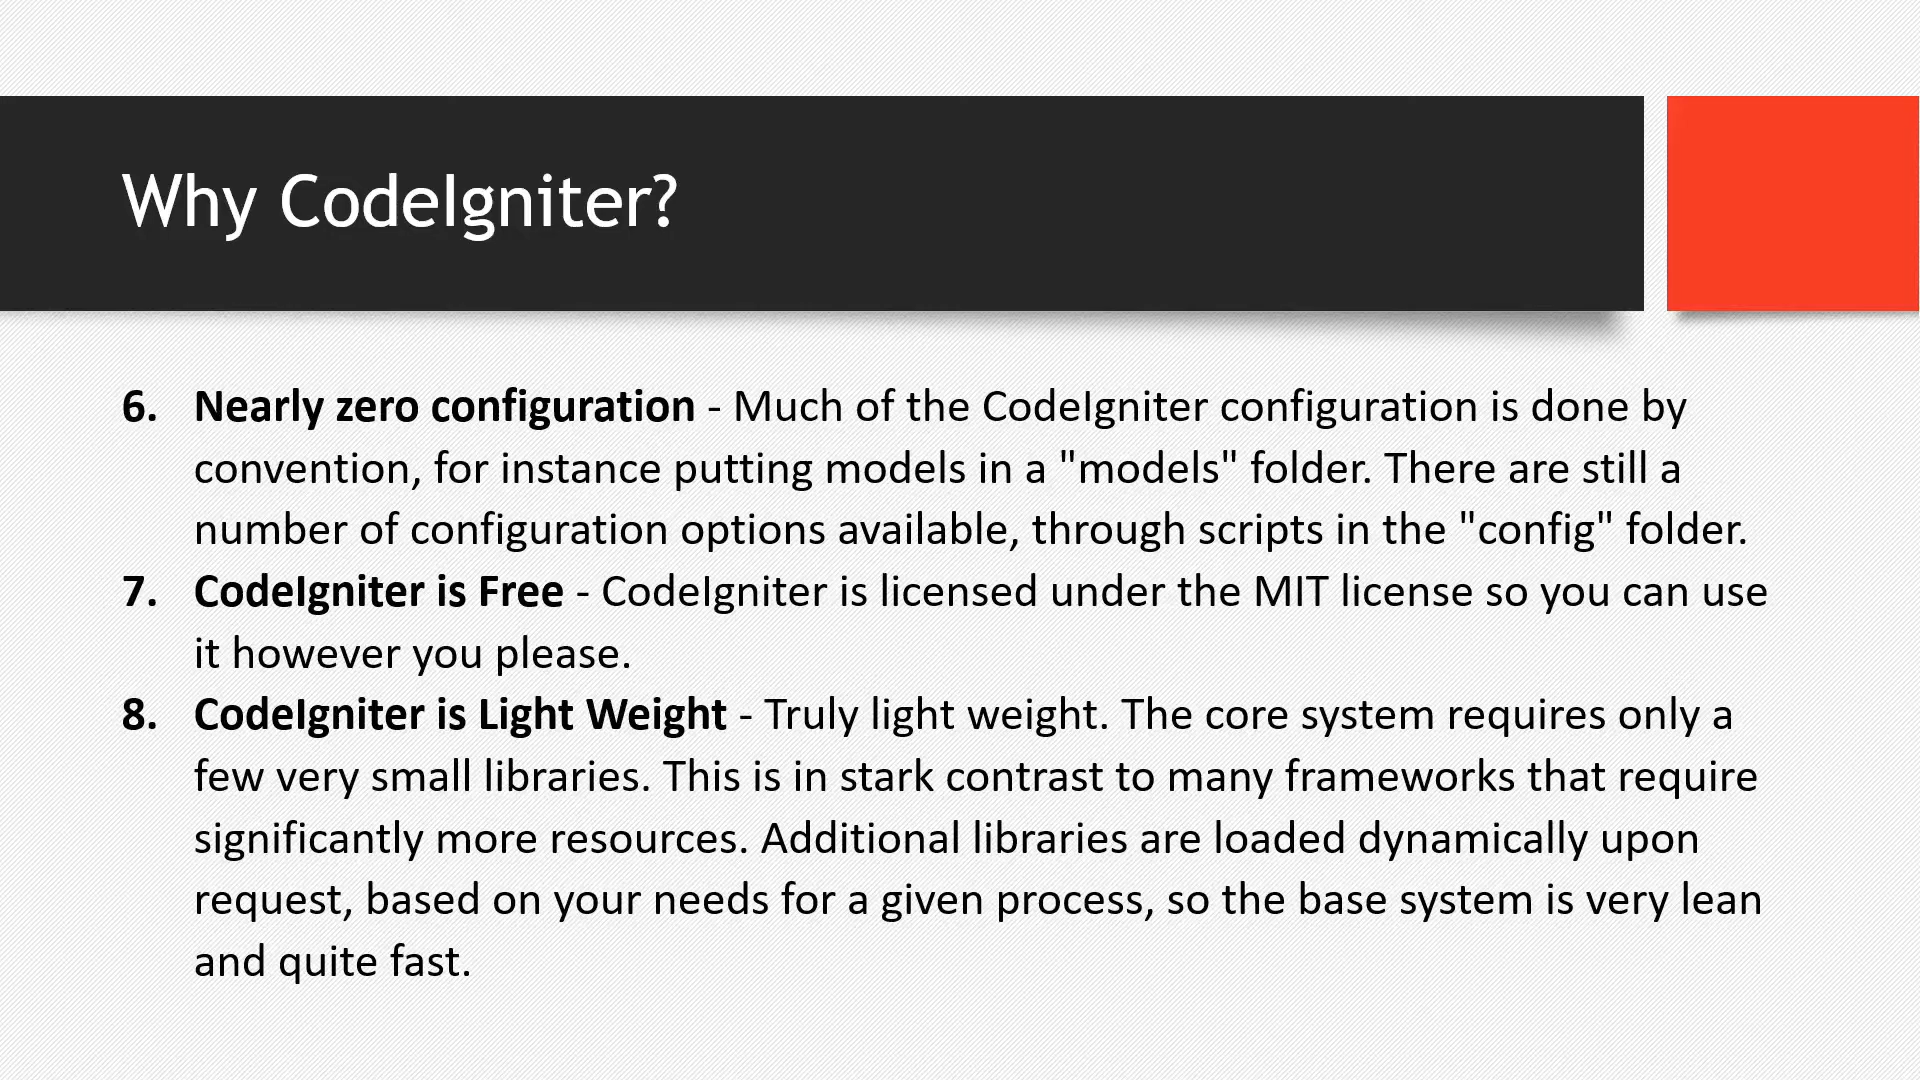 Why CodeIgniter?
6. Nearly zero configuration - Much of the CodeIgniter configuration is done by
convention, for instance putting models in a "models" folder. There are still a
number of configuration options available, through scripts in the "config" folder.
7. CodeIgniter is Free - CodeIgniter is licensed under the MIT license so you can use
it however you please.
8. CodeIgniter is Light Weight - Truly light weight. The core system requires only a
few very small libraries. This is in stark contrast to many frameworks that require
significantly more resources. Additional libraries are loaded dynamically upon
request, based on your needs for a given process, so the base system is very lean
and quite fast.